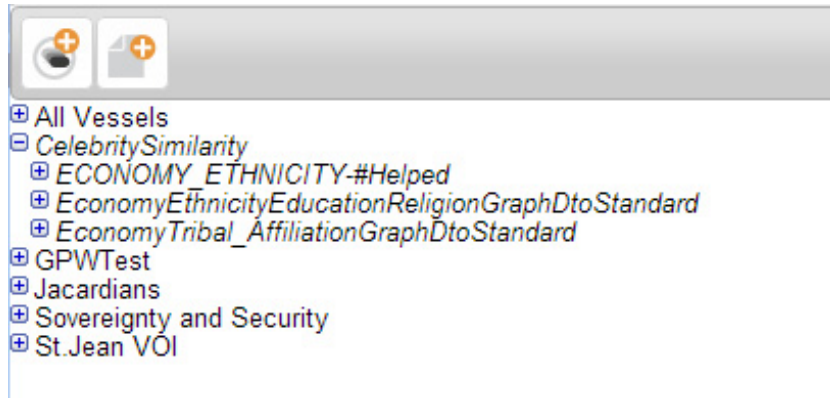 All Vessels
CelebritySimilarity
ECONOMY_ETHNICITY-#Helped
EconomyEthnicityEducationReligionGraphDtoStandard
EconomyTribal_AffiliationGraphDtoStandard
GPWTest
Jacardians
Sovereignty and Security
St.Jean VOI